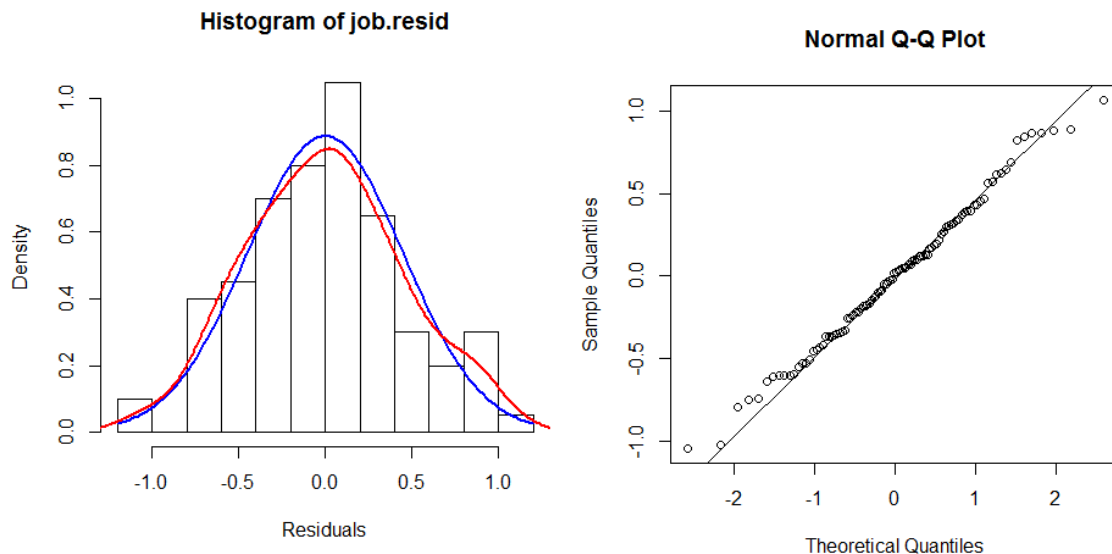 Histogram of job.resid
Density
0.0 0.2 0.4 0.6 0.8 1.0
-1.0 -0.5 0.0 0.5 1.0
Residuals
Normal Q-Q Plot
Sample Quantiles
-1.0 -0.5 0.0 0.5 1.0
-2 -1 0 1 2
Theoretical Quantiles